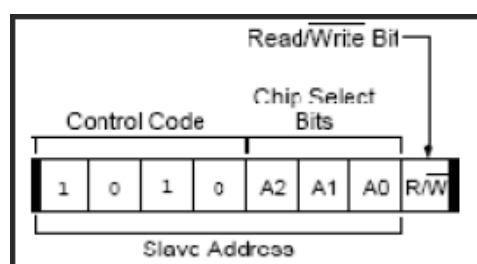 Read/Write Bit
Chip Select
Control Code Bits
1 0 1 0 A2 A1 A0 R/W
Slave Address